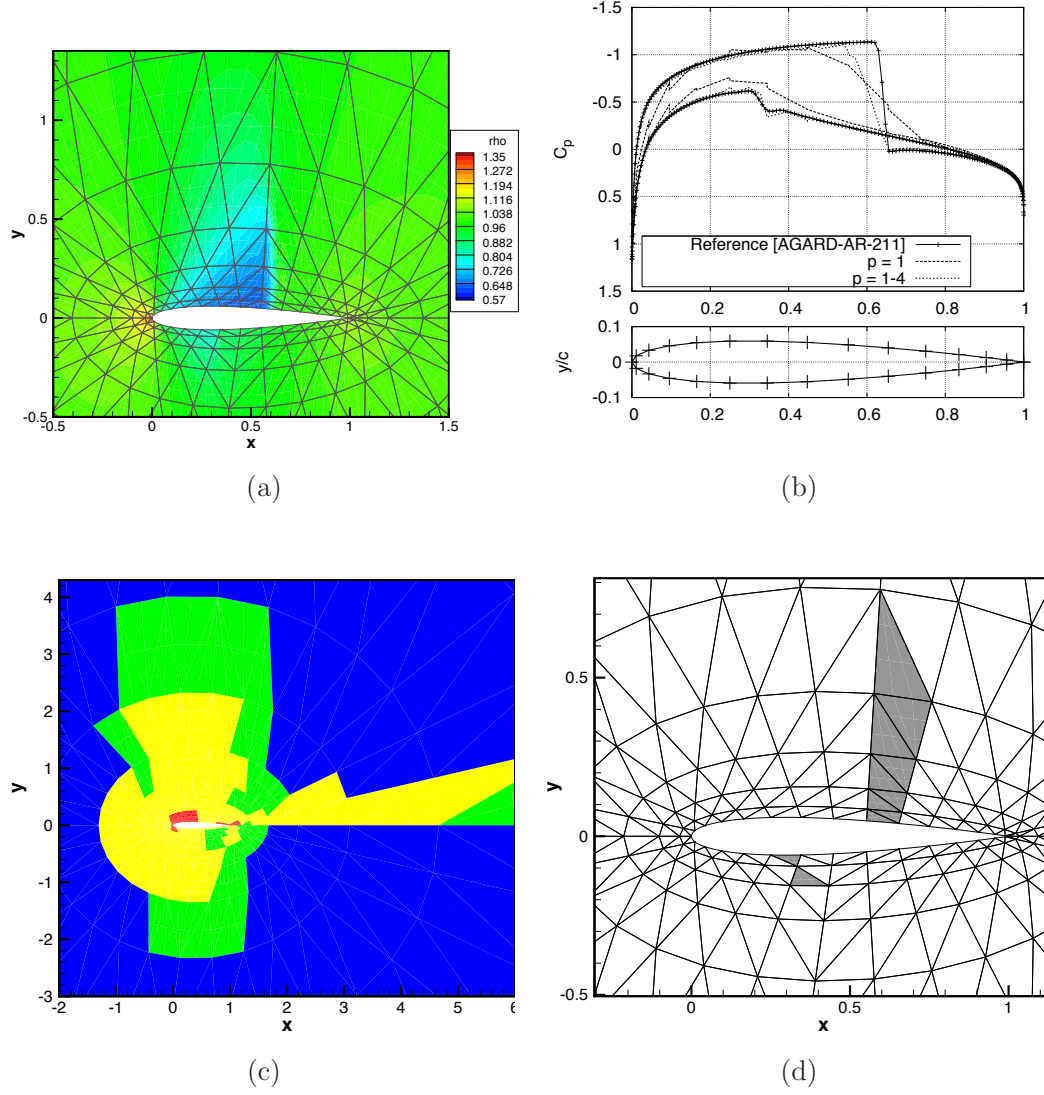 rho
1.35
1.272
1.194
1.116
1.038
0.96
0.882
0.804
0.726
0.648
0.57
y
1
0.5
0
-0.5
-0.5 0 0.5 1 1.5
x
(a)
-1.5
-1
-0.5
0
0.5
1
1.5
Cp
Reference [AGARD-AR-211]
p = 1
p = 1-4
0 0.2 0.4 0.6 0.8 1
0.1
0
-0.1
y/c
0 0.2 0.4 0.6 0.8 1
(b)
4
3
2
1
0
-1
-2
-3
y
-2 -1 0 1 2 3 4 5 6
x
(c)
0.5
0
-0.5
y
0 0.5 1
x
(d)